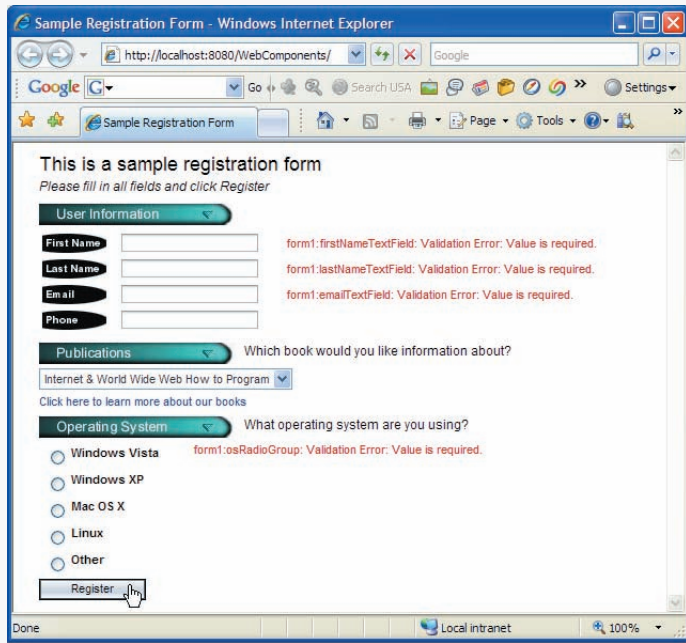 Sample Registration Form - Windows Internet Explorer
http://localhost:8080/WebComponents/
Google
Google G Go Search USA » Settings
Sample Registration Form Page Tools »
This is a sample registration form
Please fill in all fields and click Register
User Information
First Name form1:firstNameTextField: Validation Error: Value is required.
Last Name form1:lastNameTextField: Validation Error: Value is required.
Email form1:emailTextField: Validation Error: Value is required.
Phone
Publications Which book would you like information about?
Internet & World Wide Web How to Program
Click here to learn more about our books
Operating System What operating system are you using?
Windows Vista form1:osRadioGroup: Validation Error: Value is required.
Windows XP
Mac OS X
Linux
Other
Register
Done Local intranet 100%